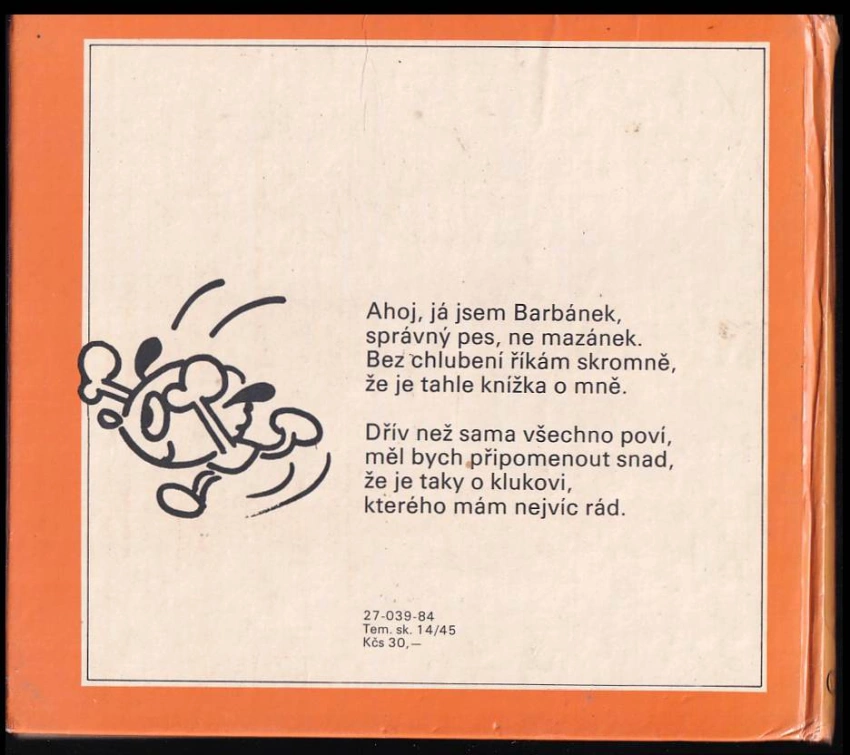 Ahoj, já jsem Barbánek,
správný pes, ne mazánek.
Bez chlubení říkám skromně,
že je tahle knížka o mně.
Dřív než sama všechno poví,
měl bych připomenout snad,
že je taky o klukovi,
kterého mám nejvíc rád.
27-039-84
Tem. sk. 14/45
Kčs 30,—